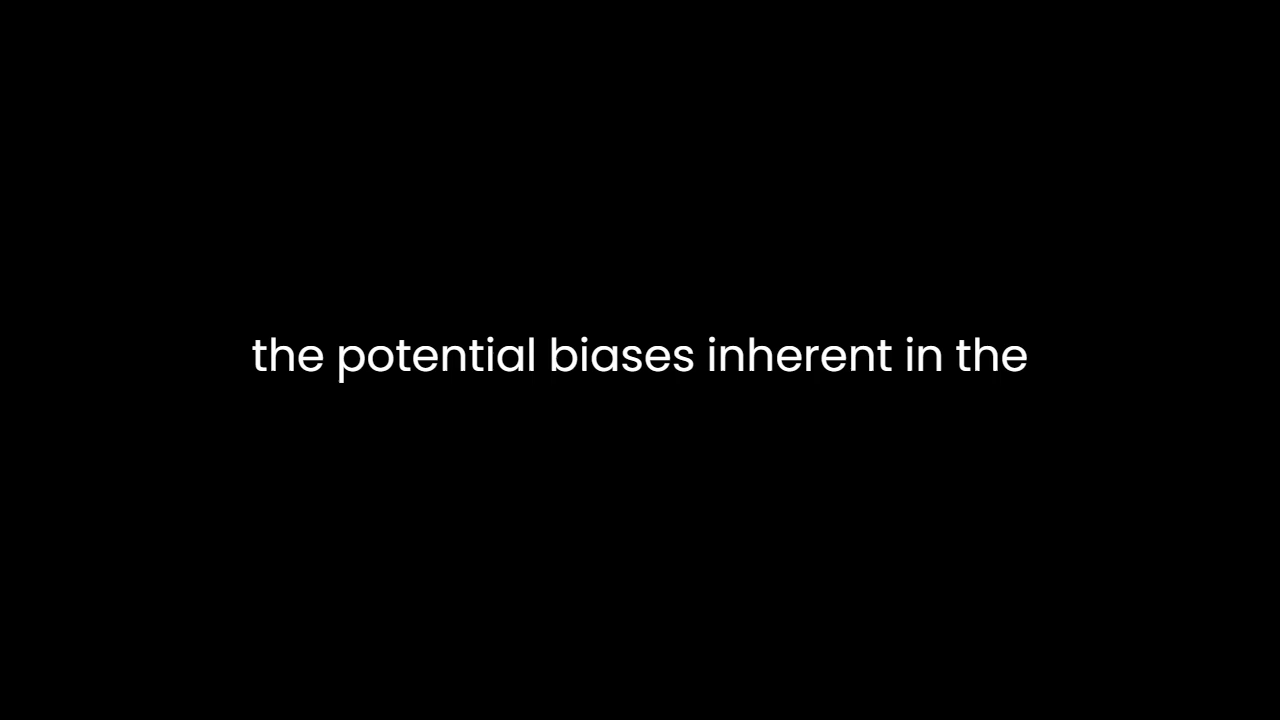 the potential biases inherent in the